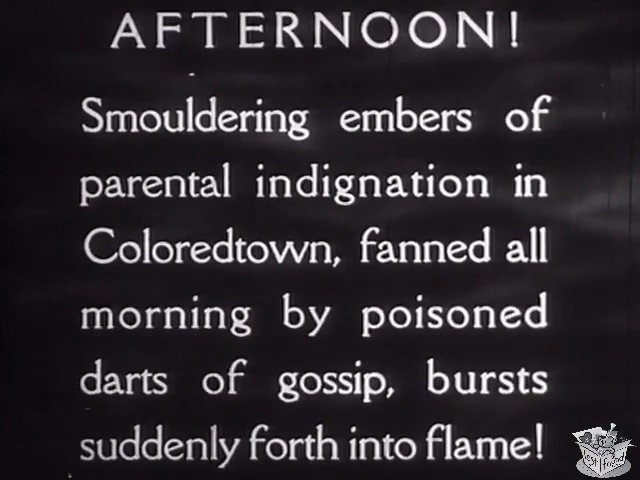 AFTERNOON!
Smouldering embers of
parental indignation in
Coloredtown, fanned all
morning by poisoned
darts of gossip, bursts
suddenly forth into flame!